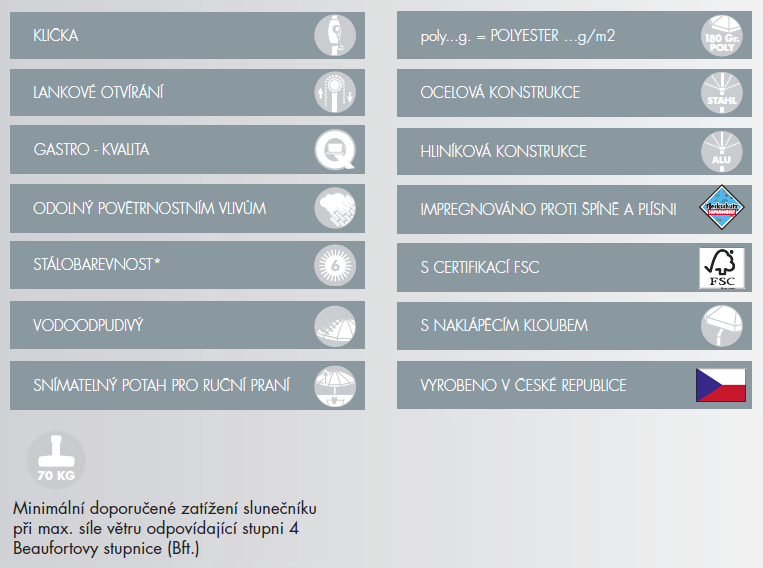 KLIČKA
LANKOVÉ OTVÍRÁNÍ
GASTRO - KVALITA
Q
ODOLNÝ POVĚTRNOSTNÍM VLIVŮM
STÁLOBAREVNOST*
6
VODOODPUDIVÝ
SNÍMATELNÝ POTAH PRO RUČNÍ PRANÍ
poly...g. = POLYESTER ...g/m2
180 Gr.
POLY
OCELOVÁ KONSTRUKCE
STAHL
HLINÍKOVÁ KONSTRUKCE
ALU
IMPREGNOVÁNO PROTI ŠPÍNĚ A PLÍSNI
fleckschutz
S CERTIFIKACÍ FSC
FSC
S NAKLÁPĚCÍM KLOUBEM
VYROBENO V ČESKÉ REPUBLICE
70 KG
Minimální doporučené zatížení slunečníku
při max. síle větru odpovídající stupni 4
Beaufortovy stupnice (Bft.)